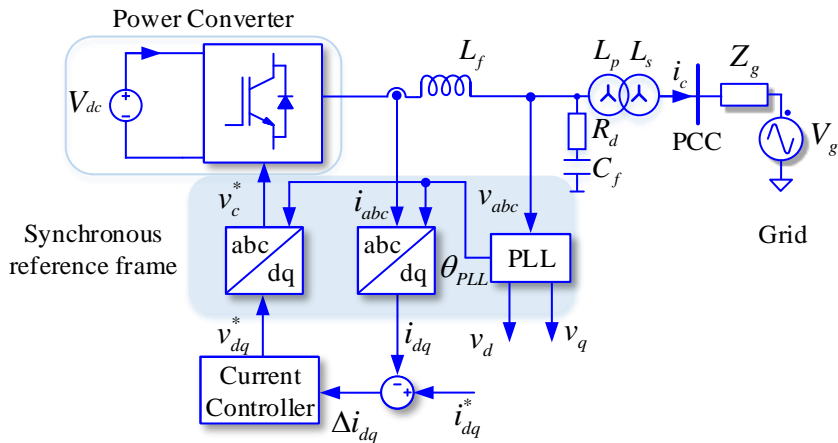 Power Converter
V_dc
+
-
L_f
L_p L_s
i_c
Z_g
R_d
C_f
PCC
V_g
Grid
v_c^*
i_abc
v_abc
Synchronous
reference frame
abc
dq
abc
dq
θ_PLL
PLL
v_dq^*
i_dq
v_d
v_q
Current
Controller
Δi_dq
-
+
i_dq^*